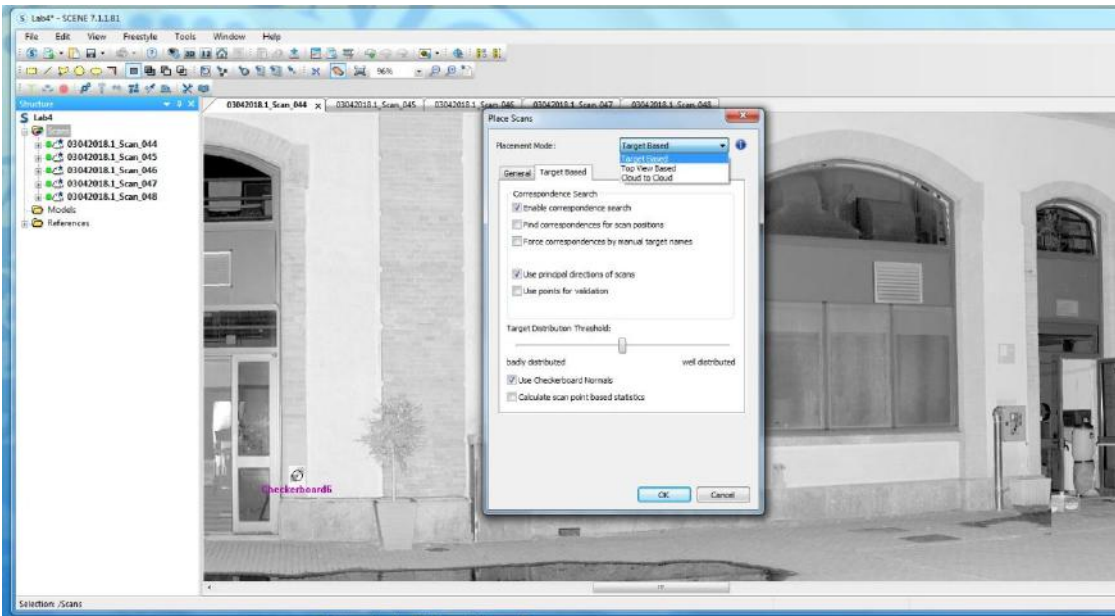 Lab4* - SCENE 7.1.1.81
File Edit View Freestyle Tools Window Help
96%
Structure
03042018.1_Scan_044 x 03042018.1_Scan_045 03042018.1_Scan_046 03042018.1_Scan_047 03042018.1_Scan_048
Lab4
Scans
03042018.1_Scan_044
03042018.1_Scan_045
03042018.1_Scan_046
03042018.1_Scan_047
03042018.1_Scan_048
Models
References
Place Scans
Placement Mode:
Target Based
Target Based
Top View Based
Cloud to Cloud
General Target Based
Correspondence Search
Enable correspondence search
Find correspondences for scan positions
Force correspondences by manual target names
Use principal directions of scans
Use points for validation
Target Distribution Threshold:
badly distributed well distributed
Use Checkerboard Normals
Calculate scan point based statistics
OK Cancel
Checkerboard6
Selection: /Scans